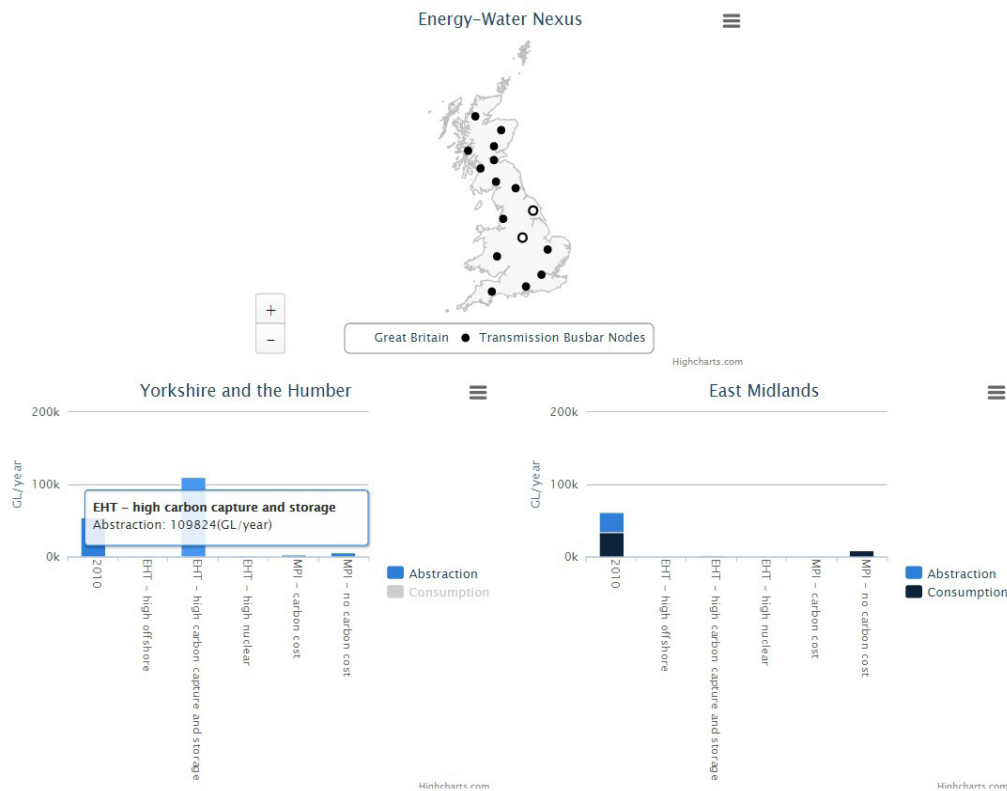 Energy-Water Nexus
+
-
Great Britain Transmission Busbar Nodes
Highcharts.com
Yorkshire and the Humber
200k
100k
0k
GL/year
EHT - high carbon capture and storage
Abstraction: 109824(GL/year)
2010
EHT - high offshore
EHT - high carbon capture and storage
EHT - high nuclear
MPI - carbon cost
MPI - no carbon cost
Abstraction
Consumption
Highcharts.com
East Midlands
200k
100k
0k
GL/year
2010
EHT - high offshore
EHT - high carbon capture and storage
EHT - high nuclear
MPI - carbon cost
MPI - no carbon cost
Abstraction
Consumption
Highcharts.com